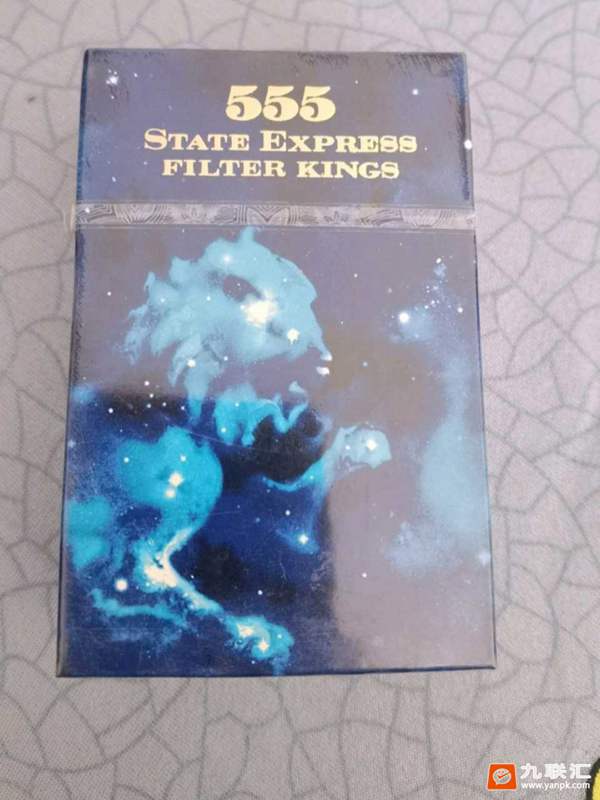 555
STATE EXPRESS
FILTER KINGS
九联汇
www.yanpk.com